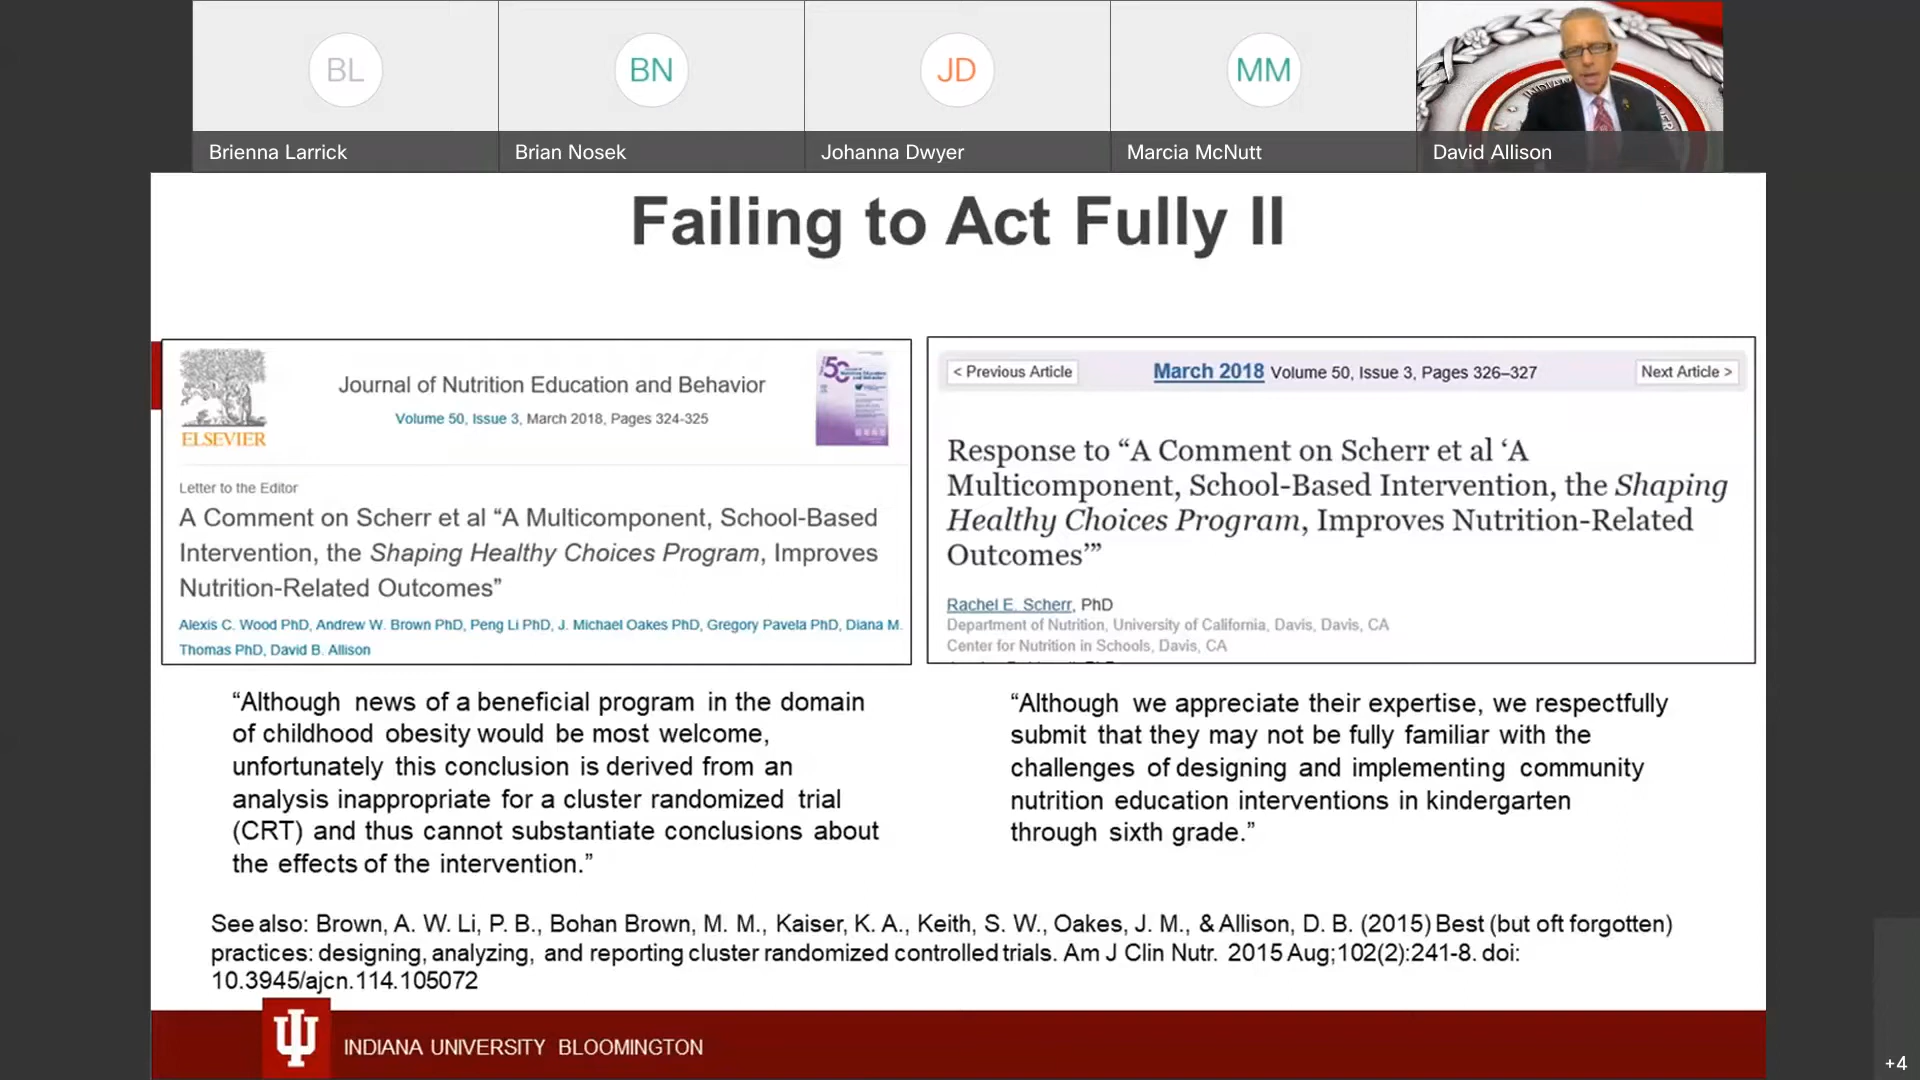 BL
BN
JD
MM
Brienna Larrick
Brian Nosek
Johanna Dwyer
Marcia McNutt
David Allison
Failing to Act Fully II
ELSEVIER
Journal of Nutrition Education and Behavior
Volume 50, Issue 3, March 2018, Pages 324-325
Letter to the Editor
A Comment on Scherr et al “A Multicomponent, School-Based
Intervention, the Shaping Healthy Choices Program, Improves
Nutrition-Related Outcomes”
Alexis C. Wood PhD, Andrew W. Brown PhD, Peng Li PhD, J. Michael Oakes PhD, Gregory Pavela PhD, Diana M.
Thomas PhD, David B. Allison
< Previous Article
March 2018 Volume 50, Issue 3, Pages 326–327
Next Article >
Response to “A Comment on Scherr et al ‘A
Multicomponent, School-Based Intervention, the Shaping
Healthy Choices Program, Improves Nutrition-Related
Outcomes’”
Rachel E. Scherr, PhD
Department of Nutrition, University of California, Davis, Davis, CA
Center for Nutrition in Schools, Davis, CA
“Although news of a beneficial program in the domain
of childhood obesity would be most welcome,
unfortunately this conclusion is derived from an
analysis inappropriate for a cluster randomized trial
(CRT) and thus cannot substantiate conclusions about
the effects of the intervention.”
“Although we appreciate their expertise, we respectfully
submit that they may not be fully familiar with the
challenges of designing and implementing community
nutrition education interventions in kindergarten
through sixth grade.”
See also: Brown, A. W. Li, P. B., Bohan Brown, M. M., Kaiser, K. A., Keith, S. W., Oakes, J. M., & Allison, D. B. (2015) Best (but oft forgotten)
practices: designing, analyzing, and reporting cluster randomized controlled trials. Am J Clin Nutr. 2015 Aug;102(2):241-8. doi:
10.3945/ajcn.114.105072
INDIANA UNIVERSITY BLOOMINGTON
+4